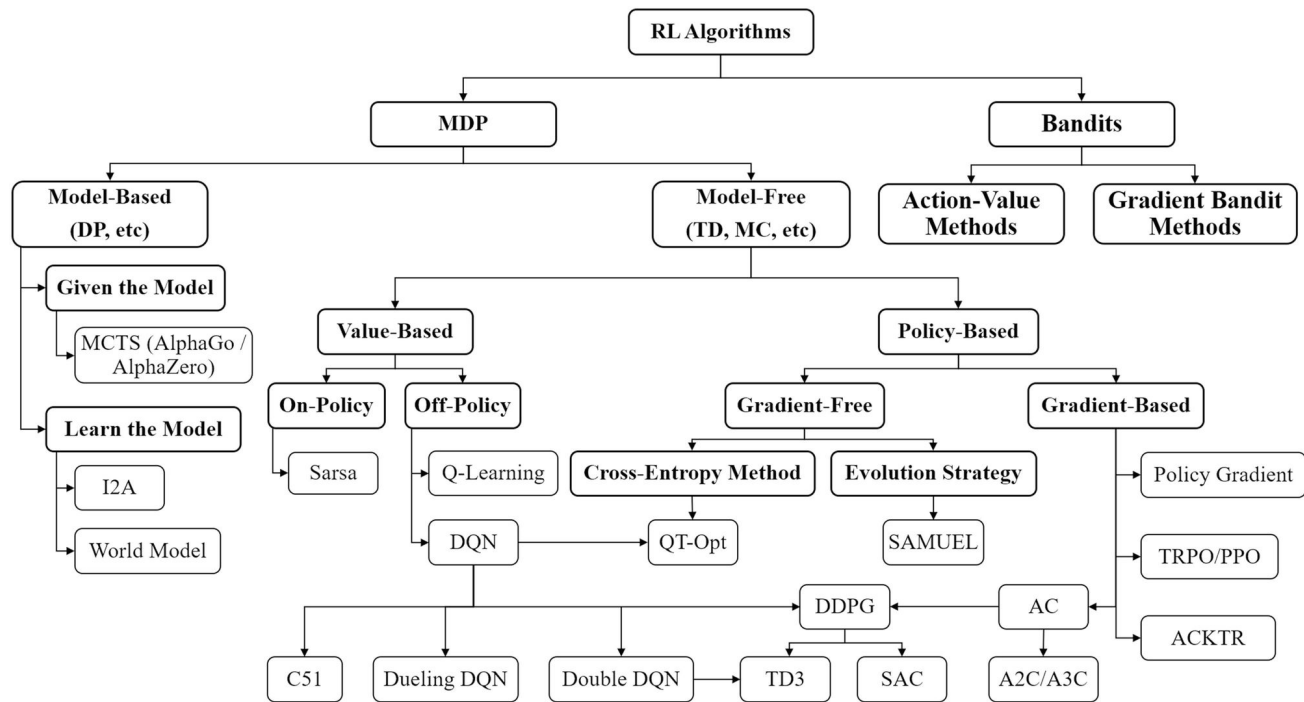 RL Algorithms
MDP
Bandits
Model-Based
(DP, etc)
Model-Free
(TD, MC, etc)
Action-Value
Methods
Gradient Bandit
Methods
Given the Model
MCTS (AlphaGo /
AlphaZero)
Learn the Model
I2A
World Model
Value-Based
Policy-Based
On-Policy
Off-Policy
Gradient-Free
Gradient-Based
Sarsa
Q-Learning
Cross-Entropy Method
Evolution Strategy
Policy Gradient
DQN
QT-Opt
SAMUEL
TRPO/PPO
DDPG
AC
ACKTR
C51
Dueling DQN
Double DQN
TD3
SAC
A2C/A3C